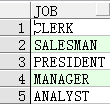 JOB
1 CLERK
2 SALESMAN
3 PRESIDENT
4 MANAGER
5 ANALYST